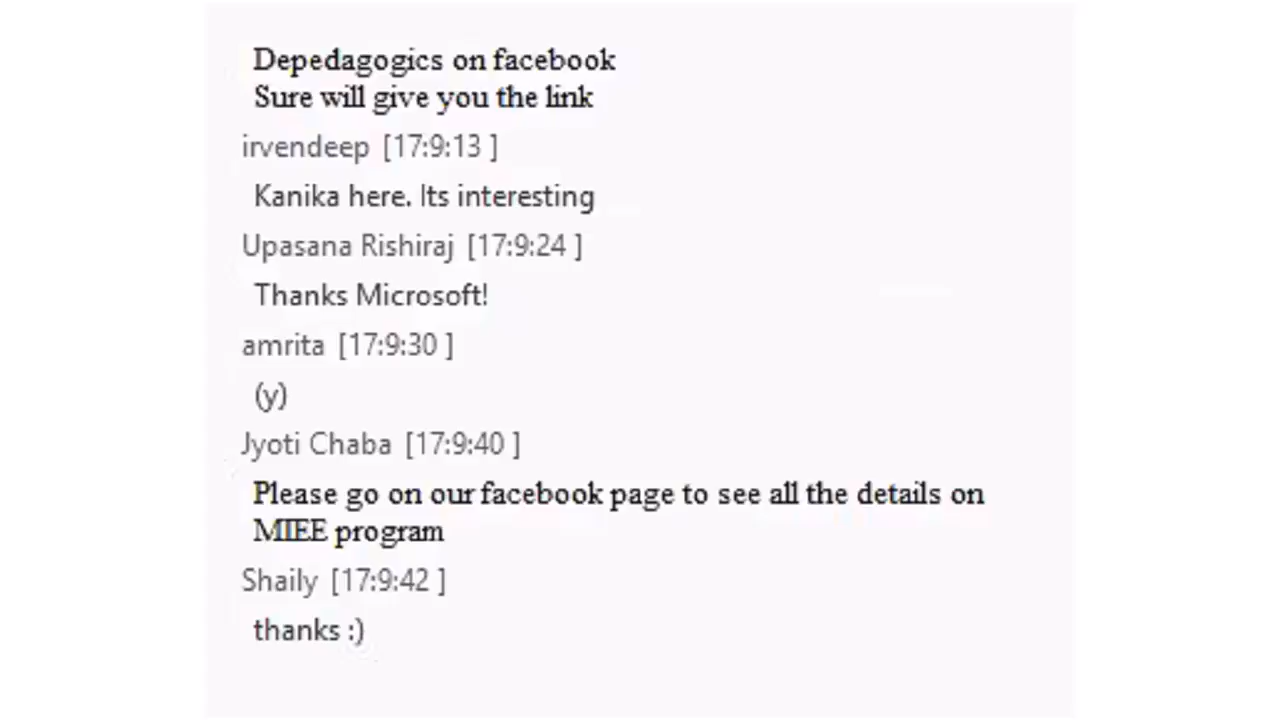 Depedagogics on facebook
Sure will give you the link
irvendeep [17:9:13 ]
Kanika here. Its interesting
Upasana Rishiraj [17:9:24 ]
Thanks Microsoft!
amrita [17:9:30 ]
(y)
Jyoti Chaba [17:9:40 ]
Please go on our facebook page to see all the details on
MIEE program
Shaily [17:9:42 ]
thanks :)